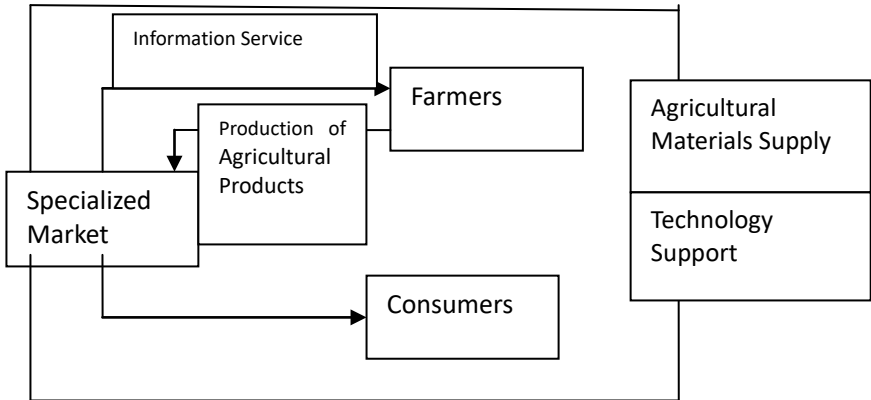 Information Service
Farmers
Agricultural
Materials Supply
Production of
Agricultural
Products
Specialized
Market
Technology
Support
Consumers